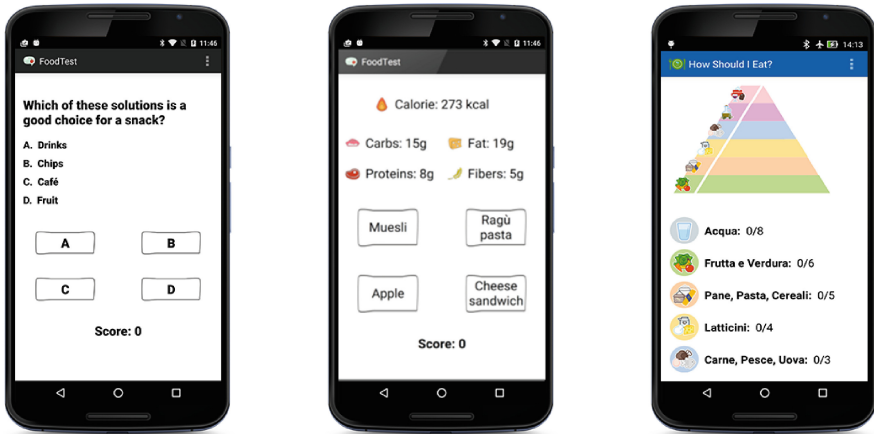 11:46
FoodTest
Which of these solutions is a
good choice for a snack?
A. Drinks
B. Chips
C. Café
D. Fruit
A
B
C
D
Score: 0
11:46
FoodTest
Calorie: 273 kcal
Carbs: 15g
Fat: 19g
Proteins: 8g
Fibers: 5g
Muesli
Ragù
pasta
Apple
Cheese
sandwich
Score: 0
14:13
How Should I Eat?
Acqua: 0/8
Frutta e Verdura: 0/6
Pane, Pasta, Cereali: 0/5
Latticini: 0/4
Carne, Pesce, Uova: 0/3